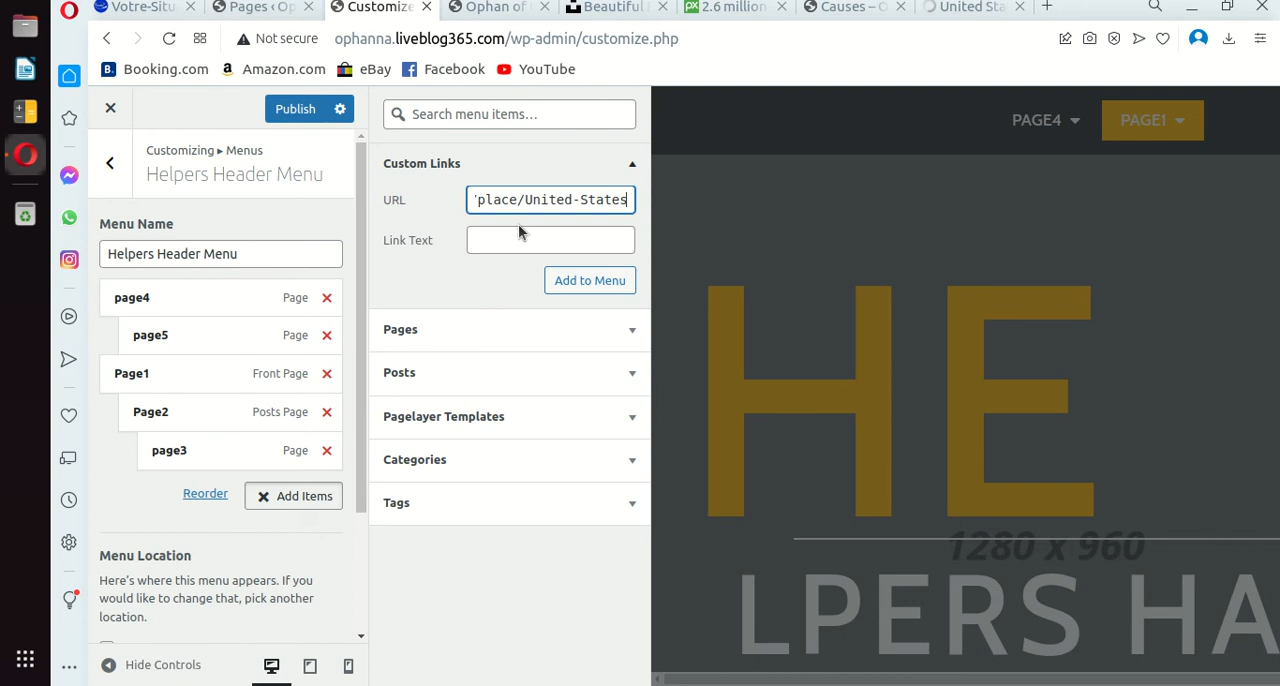 Votre-Situ
Pages ‹ Op
Customize
Ophan of
Beautiful
2.6 million
Causes – O
United Sta
Not secure
ophanna.liveblog365.com/wp-admin/customize.php
Booking.com
Amazon.com
eBay
Facebook
YouTube
Publish
Customizing ▸ Menus
Helpers Header Menu
Menu Name
Helpers Header Menu
page4 Page
page5 Page
Page1 Front Page
Page2 Posts Page
page3 Page
Reorder
Add Items
Menu Location
Here's where this menu appears. If you
would like to change that, pick another
location.
Hide Controls
Search menu items…
Custom Links
URL
place/United-States
Link Text
Add to Menu
Pages
Posts
Pagelayer Templates
Categories
Tags
PAGE4
PAGE1
HE
1280 x 960
LPERS HA